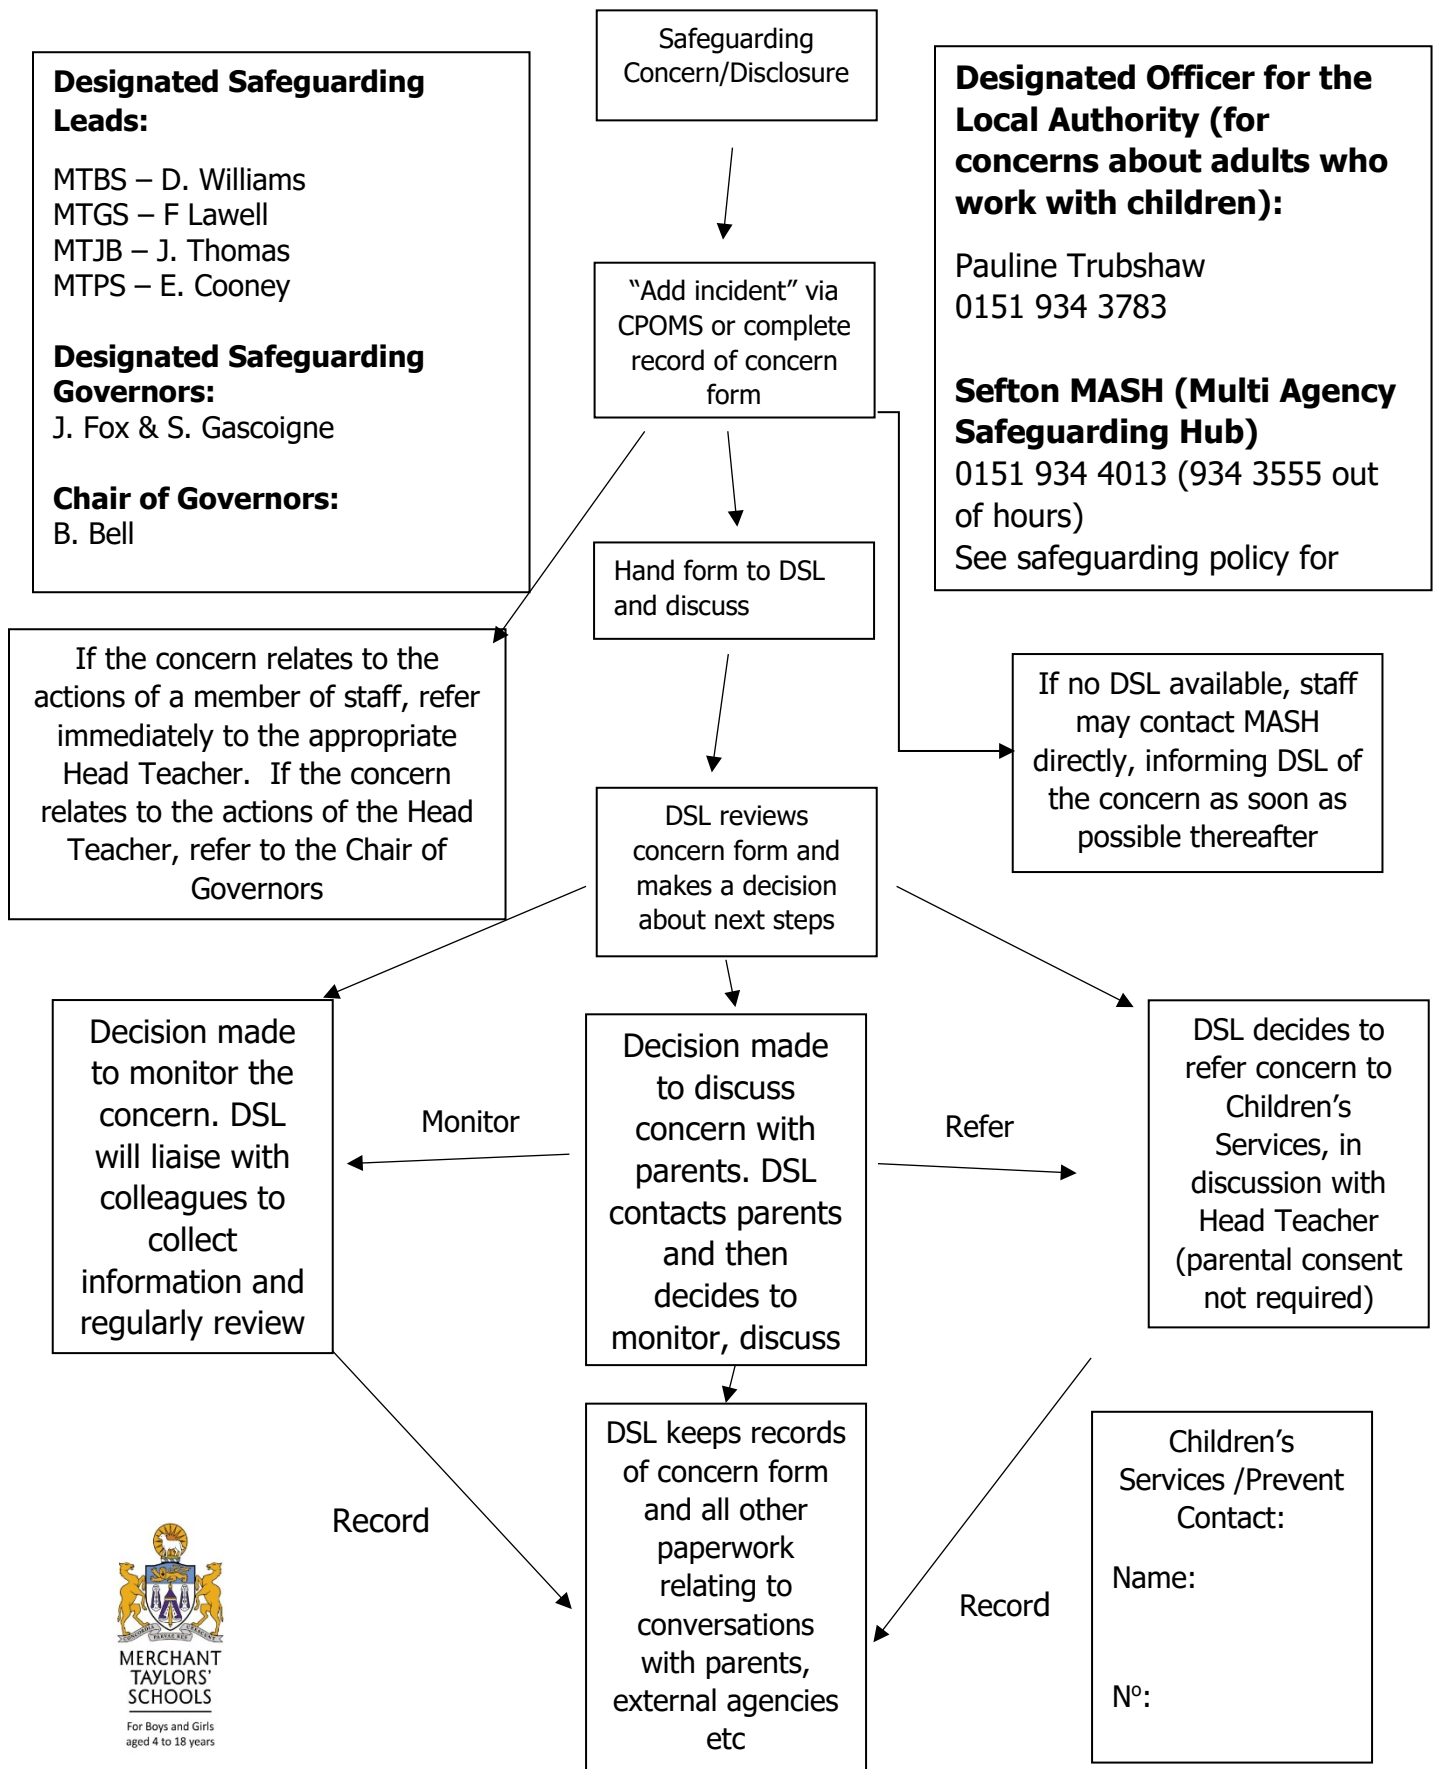 Safeguarding
Concern/Disclosure
Designated Safeguarding
Leads:
MTBS – D. Williams
MTGS – F Lawell
MTJB – J. Thomas
MTPS – E. Cooney
Designated Safeguarding
Governors:
J. Fox & S. Gascoigne
Chair of Governors:
B. Bell
Designated Officer for the
Local Authority (for
concerns about adults who
work with children):
Pauline Trubshaw
0151 934 3783
Sefton MASH (Multi Agency
Safeguarding Hub)
0151 934 4013 (934 3555 out
of hours)
See safeguarding policy for
“Add incident” via
CPOMS or complete
record of concern
form
Hand form to DSL
and discuss
If the concern relates to the
actions of a member of staff, refer
immediately to the appropriate
Head Teacher.  If the concern
relates to the actions of the Head
Teacher, refer to the Chair of
Governors
If no DSL available, staff
may contact MASH
directly, informing DSL of
the concern as soon as
possible thereafter
DSL reviews
concern form and
makes a decision
about next steps
Decision made
to monitor the
concern. DSL
will liaise with
colleagues to
collect
information and
regularly review
Monitor
Decision made
to discuss
concern with
parents. DSL
contacts parents
and then
decides to
monitor, discuss
Refer
DSL decides to
refer concern to
Children’s
Services, in
discussion with
Head Teacher
(parental consent
not required)
Record
DSL keeps records
of concern form
and all other
paperwork
relating to
conversations
with parents,
external agencies
etc
Record
Children’s
Services /Prevent
Contact:
Name:
Nº:
MERCHANT
TAYLORS'
SCHOOLS
For Boys and Girls
aged 4 to 18 years